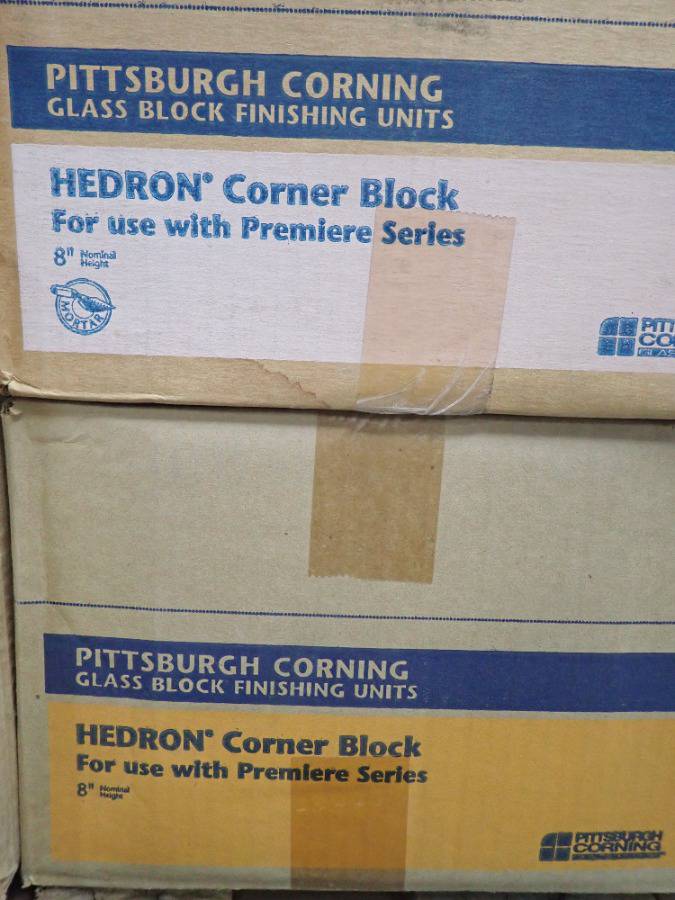 PITTSBURGH CORNING
GLASS BLOCK FINISHING UNITS
HEDRON® Corner Block
For use with Premiere Series
8" Nominal
Height
MORTAR
PITTSBURGH CORNING
GLASS BLOCK FINISHING UNITS
HEDRON® Corner Block
For use with Premiere Series
8" Nominal
Height
PITTSBURGH
CORNING